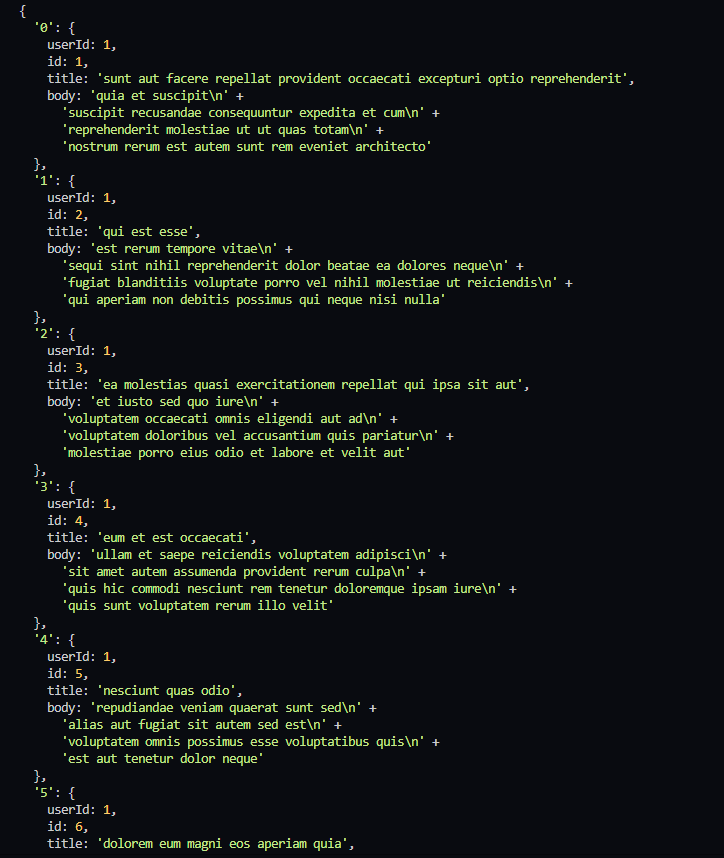 {
  '0': {
    userId: 1,
    id: 1,
    title: 'sunt aut facere repellat provident occaecati excepturi optio reprehenderit',
    body: 'quia et suscipit\n' +
      'suscipit recusandae consequuntur expedita et cum\n' +
      'reprehenderit molestiae ut ut quas totam\n' +
      'nostrum rerum est autem sunt rem eveniet architecto'
  },
  '1': {
    userId: 1,
    id: 2,
    title: 'qui est esse',
    body: 'est rerum tempore vitae\n' +
      'sequi sint nihil reprehenderit dolor beatae ea dolores neque\n' +
      'fugiat blanditiis voluptate porro vel nihil molestiae ut reiciendis\n' +
      'qui aperiam non debitis possimus qui neque nisi nulla'
  },
  '2': {
    userId: 1,
    id: 3,
    title: 'ea molestias quasi exercitationem repellat qui ipsa sit aut',
    body: 'et iusto sed quo iure\n' +
      'voluptatem occaecati omnis eligendi aut ad\n' +
      'voluptatem doloribus vel accusantium quis pariatur\n' +
      'molestiae porro eius odio et labore et velit aut'
  },
  '3': {
    userId: 1,
    id: 4,
    title: 'eum et est occaecati',
    body: 'ullam et saepe reiciendis voluptatem adipisci\n' +
      'sit amet autem assumenda provident rerum culpa\n' +
      'quis hic commodi nesciunt rem tenetur doloremque ipsam iure\n' +
      'quis sunt voluptatem rerum illo velit'
  },
  '4': {
    userId: 1,
    id: 5,
    title: 'nesciunt quas odio',
    body: 'repudiandae veniam quaerat sunt sed\n' +
      'alias aut fugiat sit autem sed est\n' +
      'voluptatem omnis possimus esse voluptatibus quis\n' +
      'est aut tenetur dolor neque'
  },
  '5': {
    userId: 1,
    id: 6,
    title: 'dolorem eum magni eos aperiam quia',